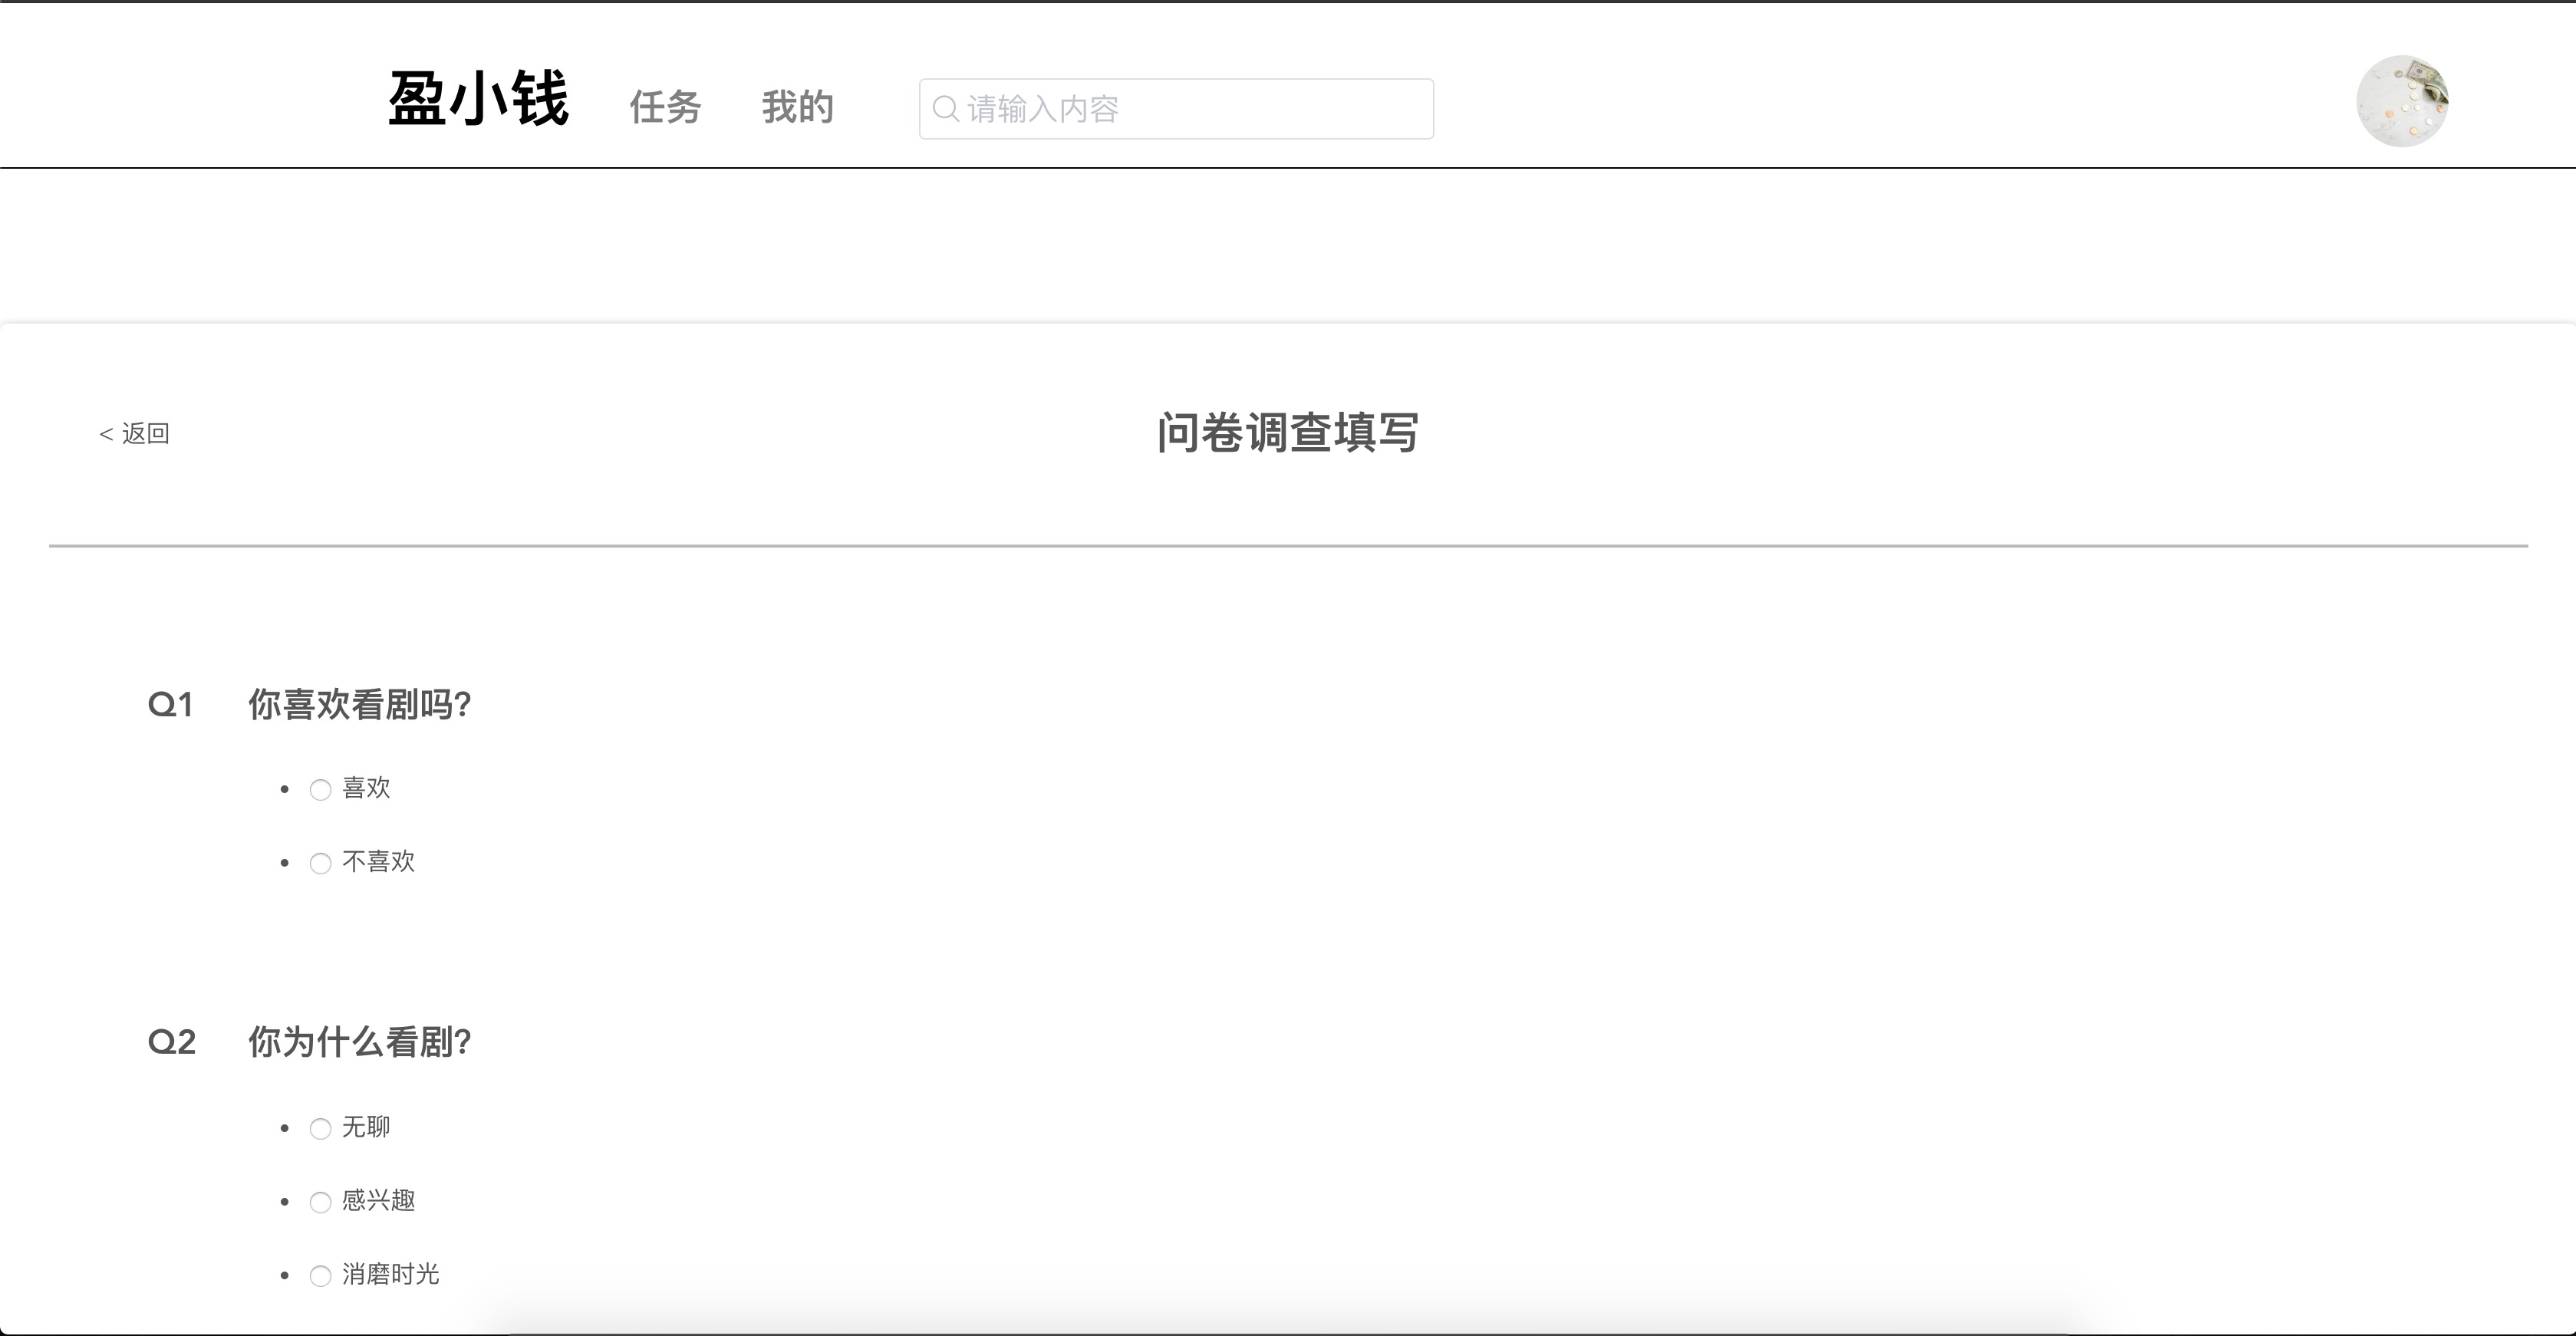 盈小钱 任务 我的 请输入内容
< 返回 问卷调查填写
Q1 你喜欢看剧吗?
喜欢
不喜欢
Q2 你为什么看剧?
无聊
感兴趣
消磨时光